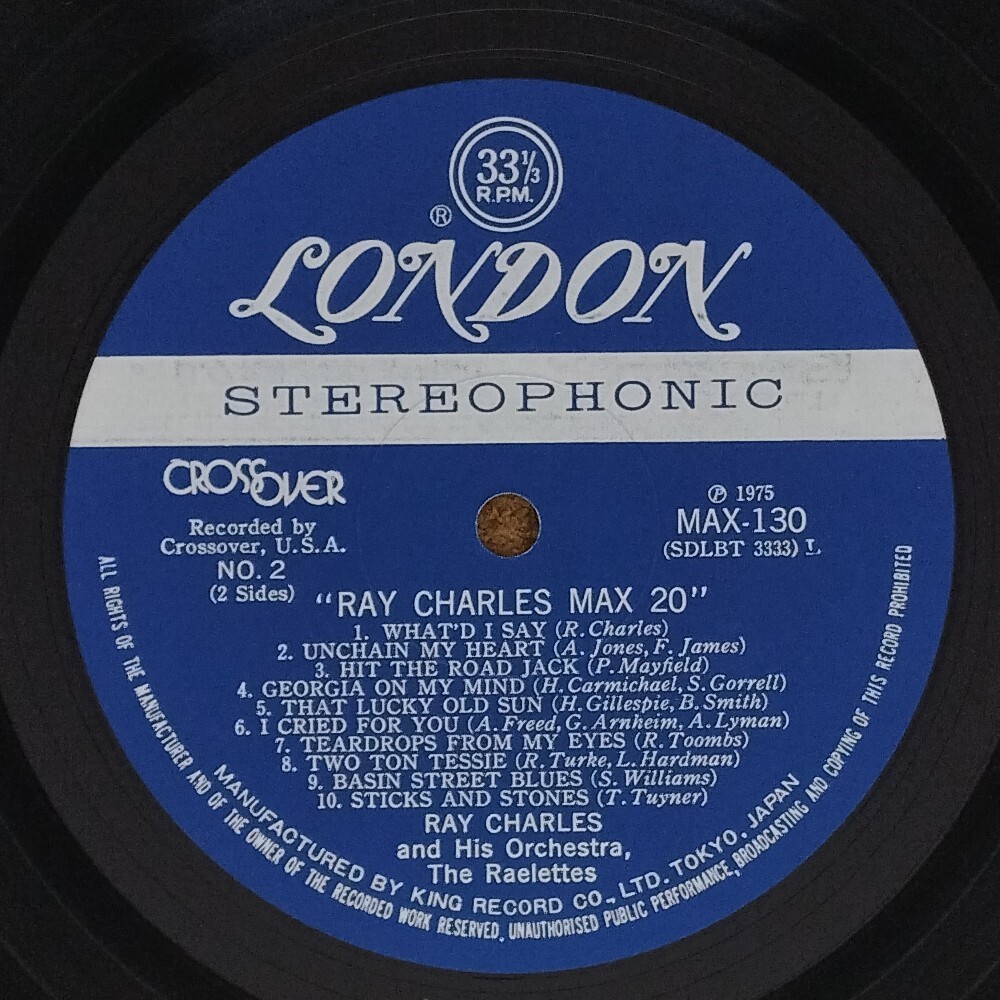 33⅓
R.P.M.
®
LONDON
STEREOPHONIC
CROSSOVER
Recorded by
Crossover, U.S.A.
NO. 2
(2 Sides)
℗ 1975
MAX-130
(SDLBT 3333) L
"RAY CHARLES MAX 20"
1. WHAT'D I SAY (R. Charles)
2. UNCHAIN MY HEART (A. Jones, F. James)
3. HIT THE ROAD JACK (P. Mayfield)
4. GEORGIA ON MY MIND (H. Carmichael, S. Gorrell)
5. THAT LUCKY OLD SUN (H. Gillespie, B. Smith)
6. I CRIED FOR YOU (A. Freed, G. Arnheim, A. Lyman)
7. TEARDROPS FROM MY EYES (R. Toombs)
8. TWO TON TESSIE (R. Turke, L. Hardman)
9. BASIN STREET BLUES (S. Williams)
10. STICKS AND STONES (T. Tuyner)
RAY CHARLES
and His Orchestra,
The Raelettes
MANUFACTURED BY KING RECORD CO., LTD. TOKYO, JAPAN
ALL RIGHTS OF THE MANUFACTURER AND OF THE OWNER OF THE RECORDED WORK RESERVED. UNAUTHORISED PUBLIC PERFORMANCE, BROADCASTING AND COPYING OF THIS RECORD PROHIBITED